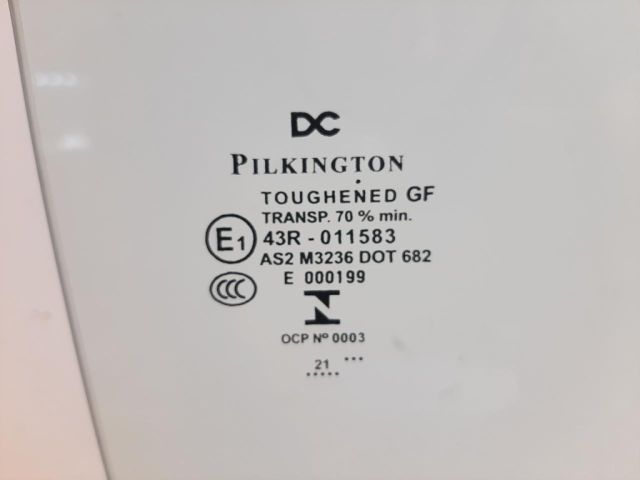 DC
PILKINGTON
TOUGHENED GF
TRANSP. 70 % min.
E1 43R - 011583
AS2 M3236 DOT 682
CCC E 000199
OCP Nº 0003
21